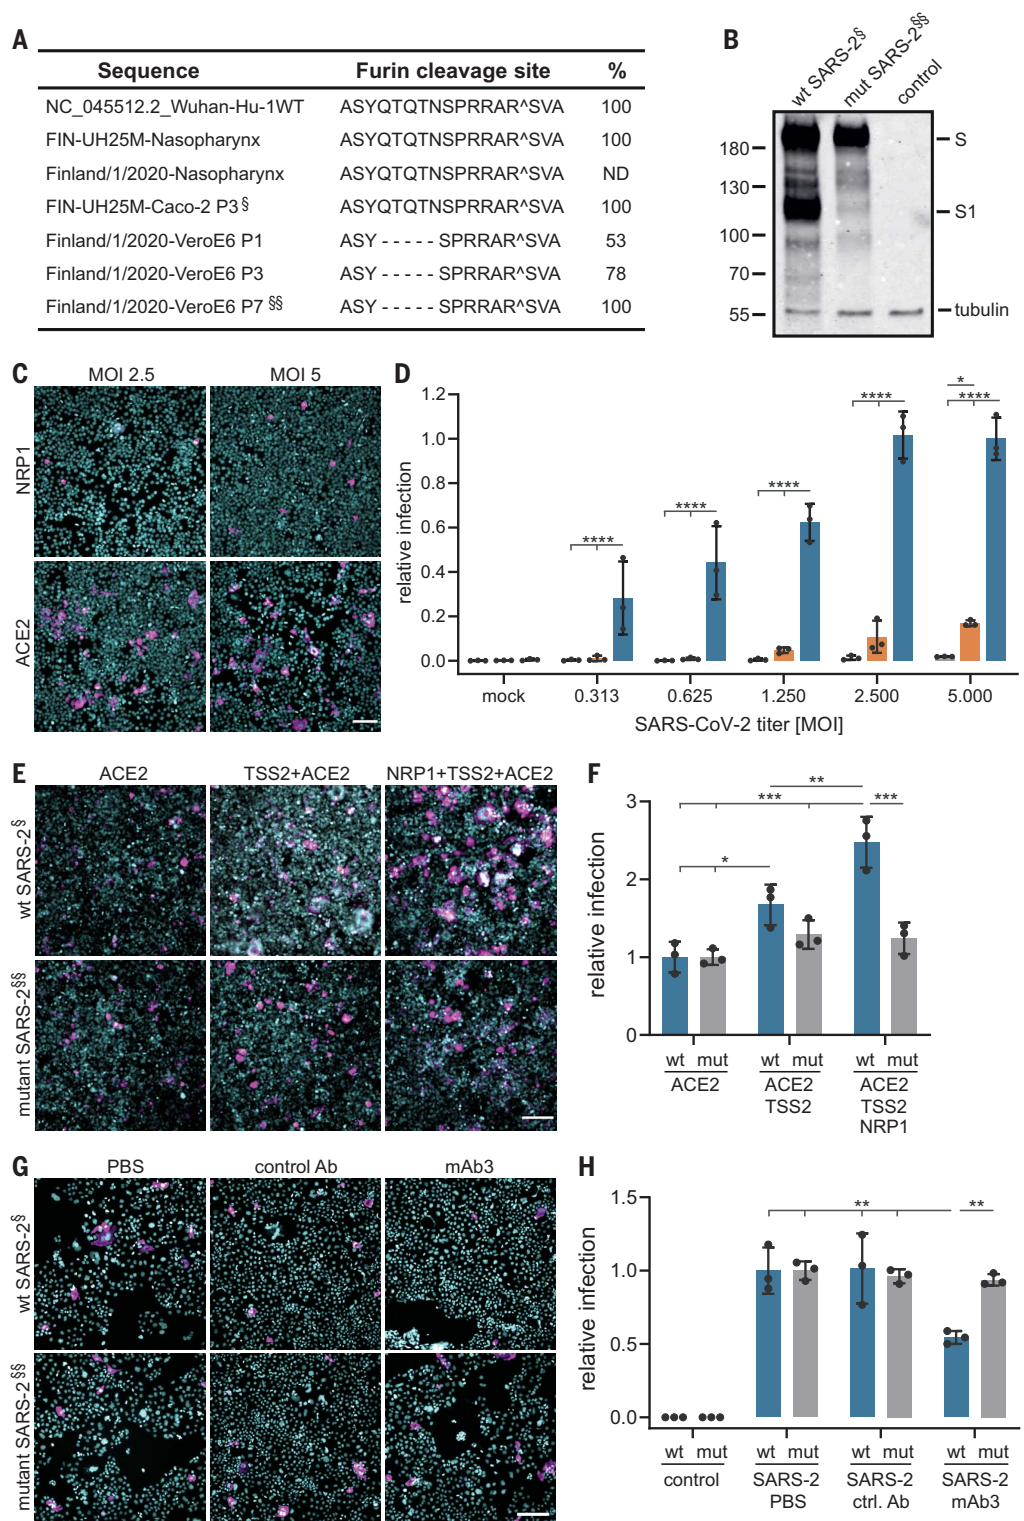 A
Sequence Furin cleavage site %
NC_045512.2_Wuhan-Hu-1WT ASYQTQTNSPRRAR^SVA 100
FIN-UH25M-Nasopharynx ASYQTQTNSPRRAR^SVA 100
Finland/1/2020-Nasopharynx ASYQTQTNSPRRAR^SVA ND
FIN-UH25M-Caco-2 P3 § ASYQTQTNSPRRAR^SVA 100
Finland/1/2020-VeroE6 P1 ASY - - - - - SPRRAR^SVA 53
Finland/1/2020-VeroE6 P3 ASY - - - - - SPRRAR^SVA 78
Finland/1/2020-VeroE6 P7 §§ ASY - - - - - SPRRAR^SVA 100
B
wt SARS-2§
mut SARS-2§§
control
180
130
100
70
55
S
S1
tubulin
C
MOI 2.5 MOI 5
NRP1
ACE2
D
relative infection
1.2
1.0
0.8
0.6
0.4
0.2
0.0
****
****
****
****
*
****
mock 0.313 0.625 1.250 2.500 5.000
SARS-CoV-2 titer [MOI]
E
ACE2 TSS2+ACE2 NRP1+TSS2+ACE2
wt SARS-2§
mutant SARS-2§§
F
relative infection
3
2
1
0
**
***
***
*
wt mut wt mut wt mut
ACE2 ACE2 ACE2
TSS2 TSS2
NRP1
G
PBS control Ab mAb3
wt SARS-2§
mutant SARS-2§§
H
relative infection
1.5
1.0
0.5
0.0
** **
wt mut wt mut wt mut wt mut
control SARS-2 SARS-2 SARS-2
PBS ctrl. Ab mAb3